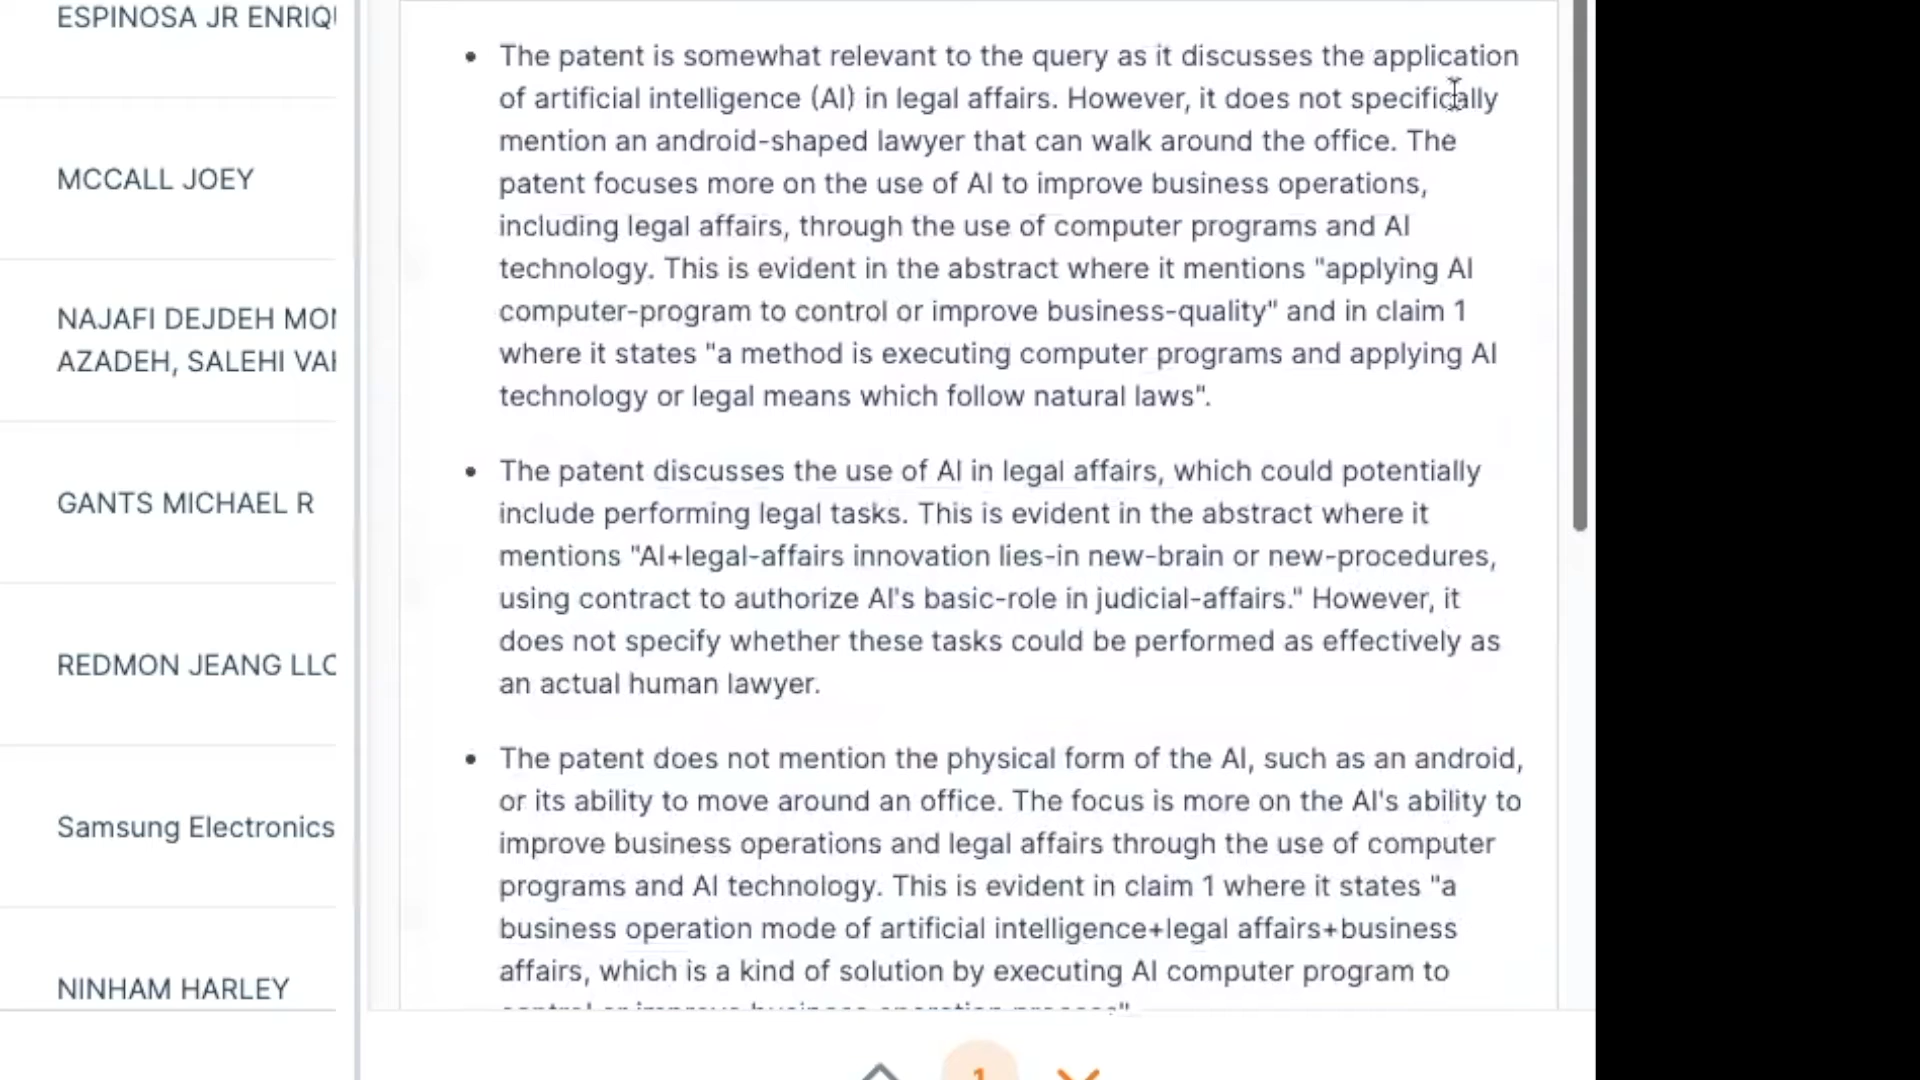 ESPINOSA JR
MCCALL JOEY
NAJAFI DEJDEH
AZADEH, SALEHI
GANTS MICHAEL R
REDMON JEANG LLC
Samsung Electronics
NINHAM HARLEY
• The patent is somewhat relevant to the query as it discusses the application
of artificial intelligence (AI) in legal affairs. However, it does not specifically
mention an android-shaped lawyer that can walk around the office. The
patent focuses more on the use of AI to improve business operations,
including legal affairs, through the use of computer programs and AI
technology. This is evident in the abstract where it mentions "applying AI
computer-program to control or improve business-quality" and in claim 1
where it states "a method is executing computer programs and applying AI
technology or legal means which follow natural laws".
• The patent discusses the use of AI in legal affairs, which could potentially
include performing legal tasks. This is evident in the abstract where it
mentions "AI+legal-affairs innovation lies-in new-brain or new-procedures,
using contract to authorize AI's basic-role in judicial-affairs." However, it
does not specify whether these tasks could be performed as effectively as
an actual human lawyer.
• The patent does not mention the physical form of the AI, such as an android,
or its ability to move around an office. The focus is more on the AI's ability to
improve business operations and legal affairs through the use of computer
programs and AI technology. This is evident in claim 1 where it states "a
business operation mode of artificial intelligence+legal affairs+business
affairs, which is a kind of solution by executing AI computer program to
control or improve business operation process".
1